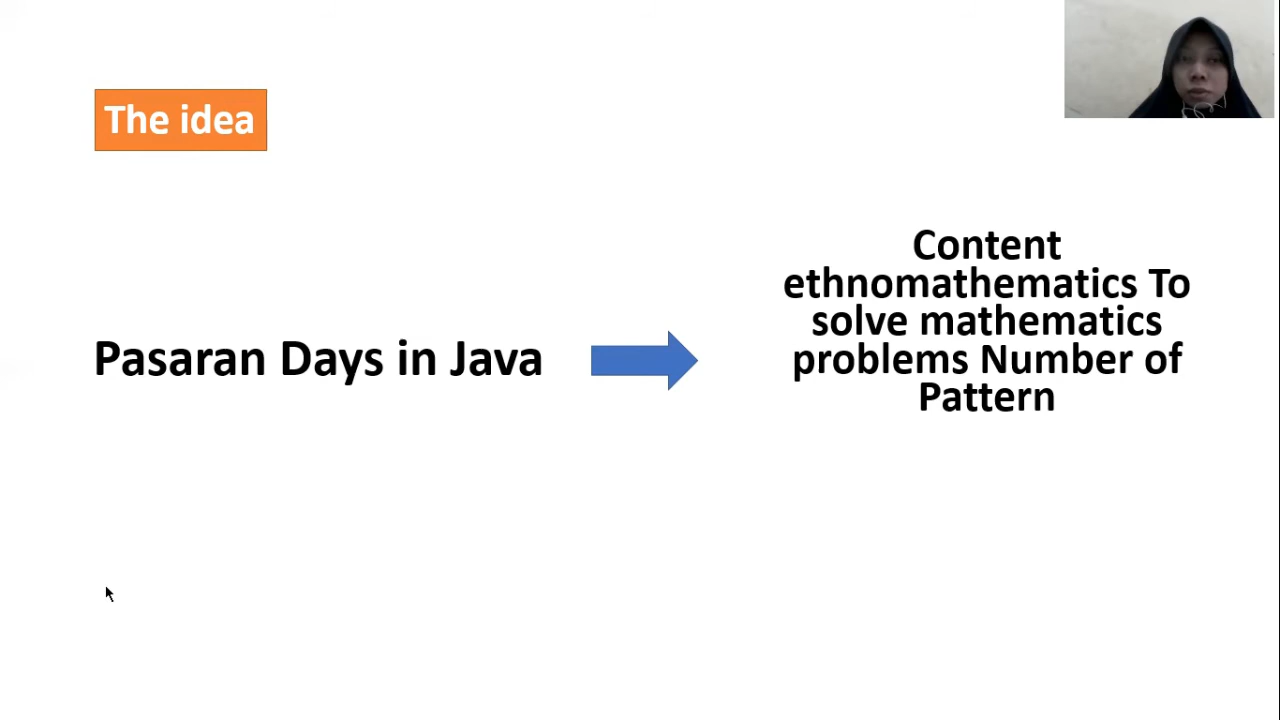 The idea
Pasaran Days in Java
Content
ethnomathematics To
solve mathematics
problems Number of
Pattern